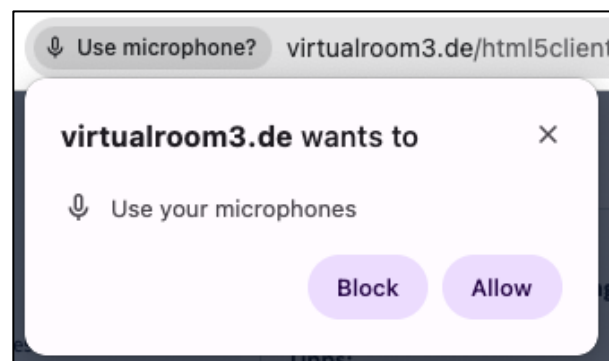 Use microphone? virtualroom3.de/html5client
virtualroom3.de wants to
Use your microphones
Block Allow